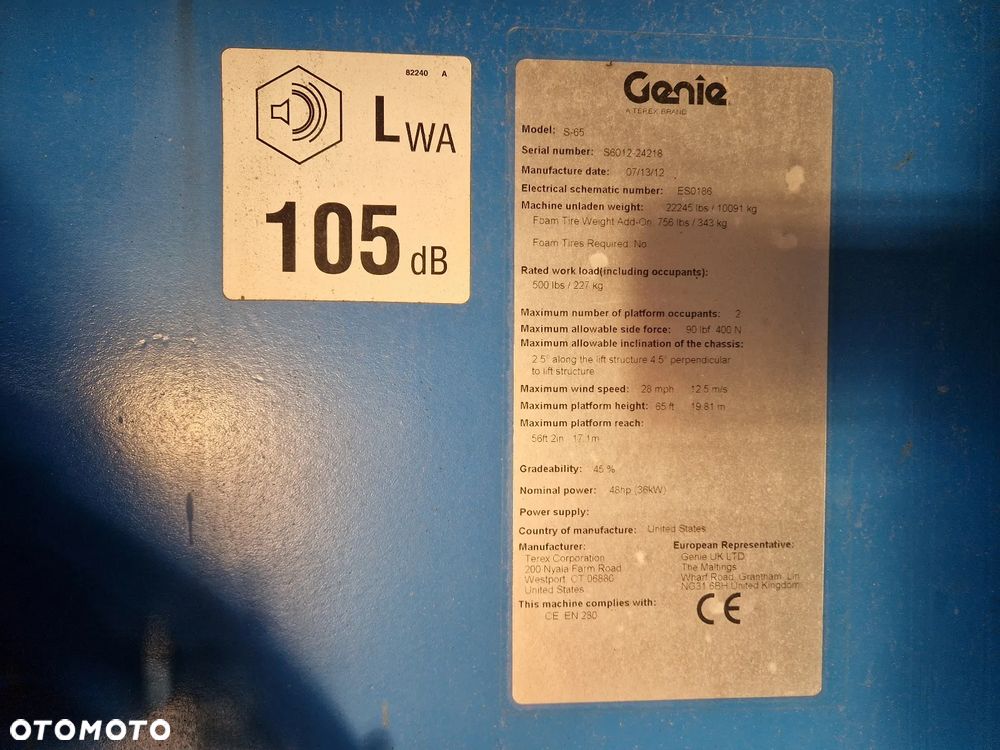 82240 A
LWA
105 dB
Genie
A TEREX BRAND
Model: S-65
Serial number: S6012-24218
Manufacture date: 07/13/12
Electrical schematic number: ES0186
Machine unladen weight: 22245 lbs / 10091 kg
Foam Tire Weight Add-On: 756 lbs / 343 kg
Foam Tires Required: No
Rated work load(including occupants):
500 lbs / 227 kg
Maximum number of platform occupants: 2
Maximum allowable side force: 90 lbf 400 N
Maximum allowable inclination of the chassis:
2.5° along the lift structure 4.5° perpendicular
to lift structure
Maximum wind speed: 28 mph 12.5 m/s
Maximum platform height: 65 ft 19.81 m
Maximum platform reach:
56ft 2in 17.1m
Gradeability: 45 %
Nominal power: 48hp (36kW)
Power supply:
Country of manufacture: United States
Manufacturer:
Terex Corporation
200 Nyala Farm Road
Westport, CT 06880
United States
European Representative:
Genie UK LTD
The Maltings
Wharf Road, Grantham, Lin
NG31 6BH United Kingdom
This machine complies with:
CE EN 280
CE
OTOMOTO